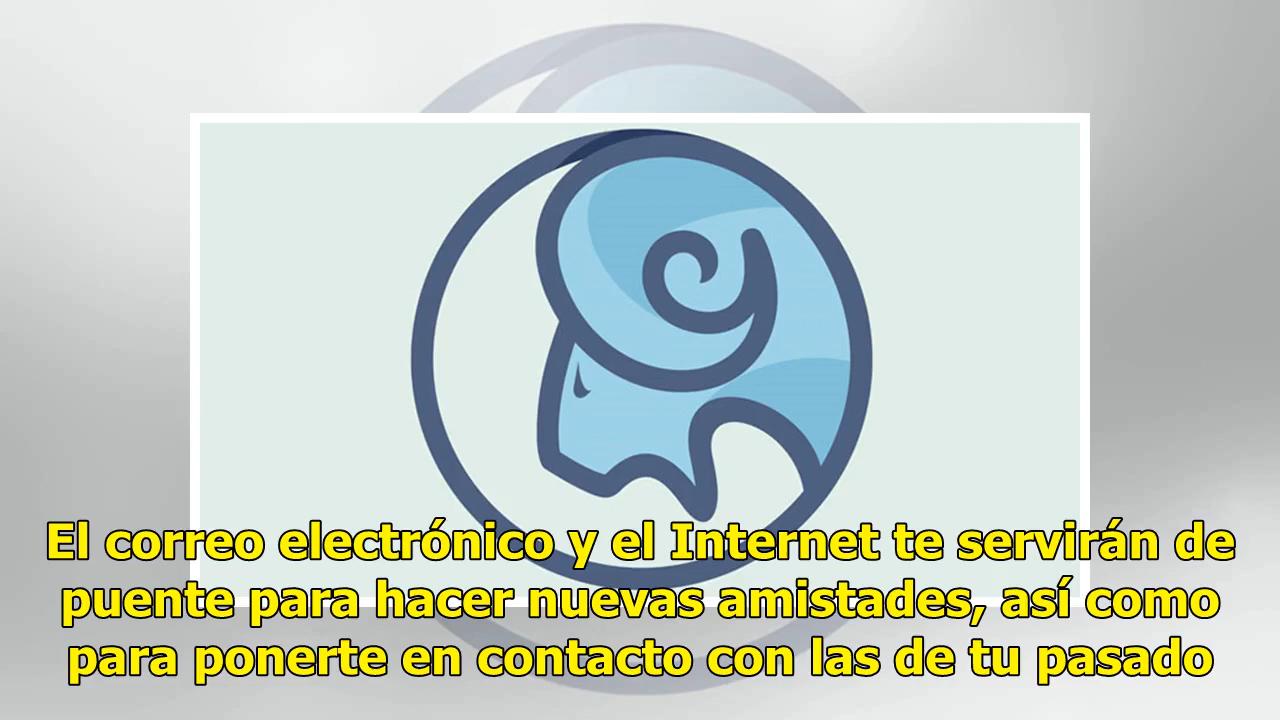 El correo electrónico y el Internet te servirán de
puente para hacer nuevas amistades, así como
para ponerte en contacto con las de tu pasado